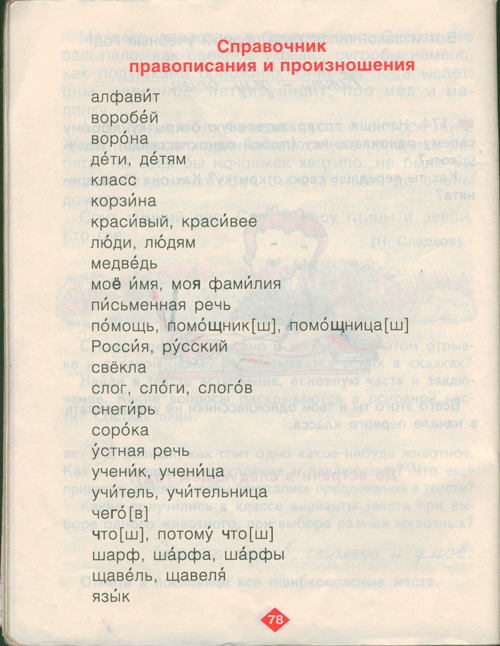 Справочник
правописания и произношения
алфави́т
воробе́й
воро́на
де́ти, де́тям
класс
корзи́на
краси́вый, краси́вее
лю́ди, лю́дям
медве́дь
моё и́мя, моя фами́лия
пи́сьменная речь
по́мощь, помо́щник[ш], помо́щница[ш]
Росси́я, ру́сский
свёкла
слог, сло́ги, слого́в
снеги́рь
соро́ка
у́стная речь
учени́к, учени́ца
учи́тель, учи́тельница
чего́[в]
что[ш], потому́ что[ш]
шарф, ша́рфа, ша́рфы
щаве́ль, щавеля́
язы́к
78